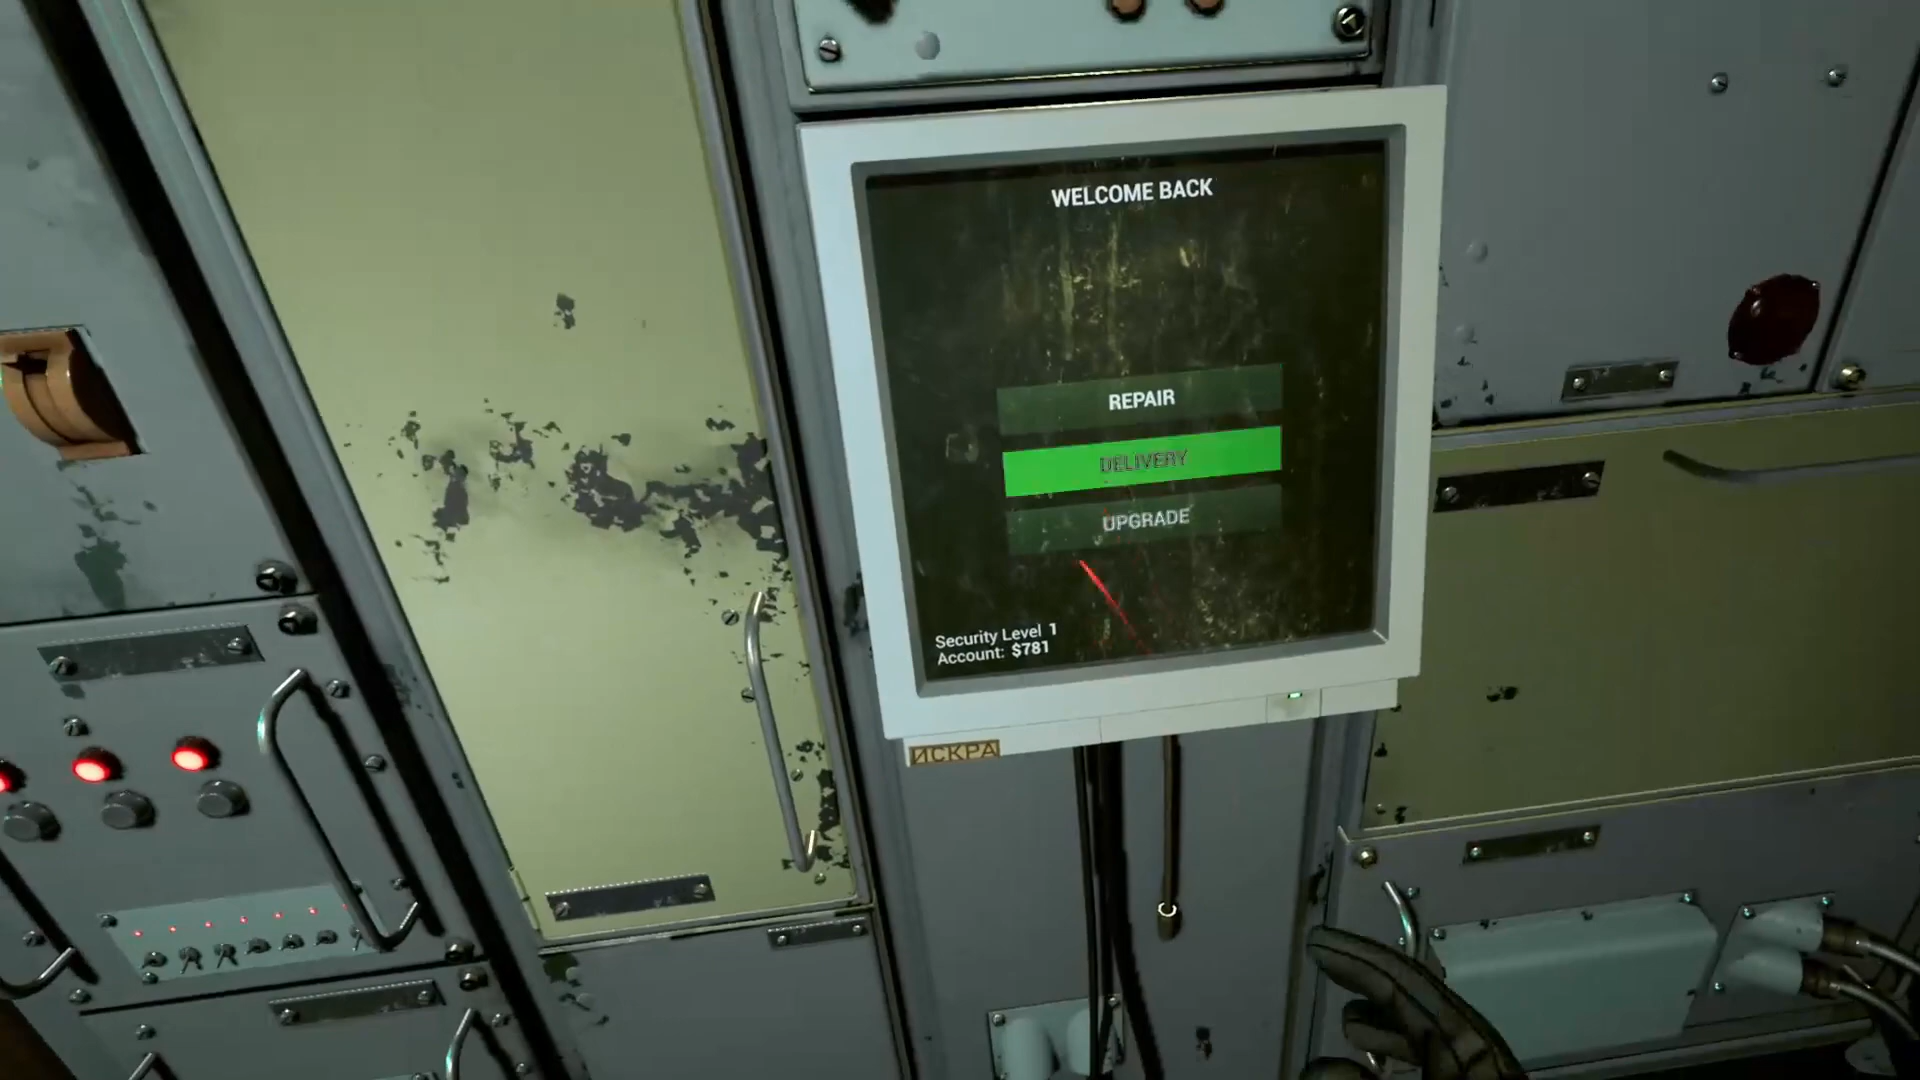 WELCOME BACK
REPAIR
DELIVERY
UPGRADE
Security Level 1
Account: $781
ИСКРА